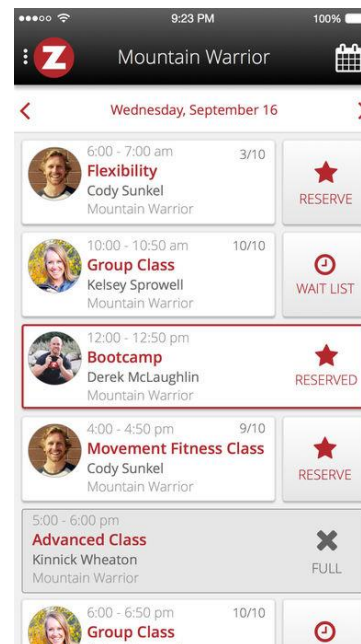 9:23 PM
100%
Z
Mountain Warrior
Wednesday, September 16
6:00 - 7:00 am
3/10
Flexibility
Cody Sunkel
Mountain Warrior
RESERVE
10:00 - 10:50 am
10/10
Group Class
Kelsey Sprowell
Mountain Warrior
WAIT LIST
12:00 - 12:50 pm
Bootcamp
Derek McLaughlin
Mountain Warrior
RESERVED
4:00 - 4:50 pm
9/10
Movement Fitness Class
Cody Sunkel
Mountain Warrior
RESERVE
5:00 - 6:00 pm
Advanced Class
Kinnick Wheaton
Mountain Warrior
FULL
6:00 - 6:50 pm
10/10
Group Class